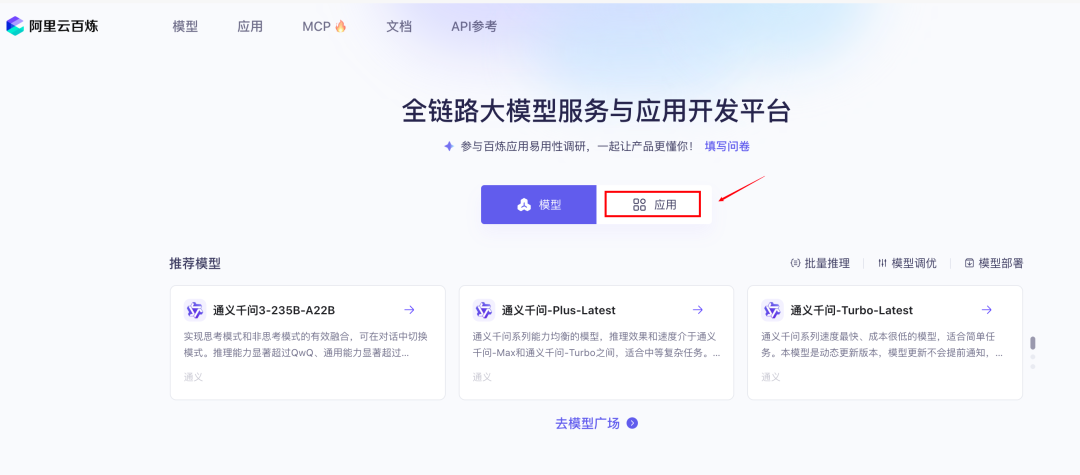 阿里云百炼 模型 应用 MCP🔥 文档 API参考
全链路大模型服务与应用开发平台
参与百炼应用易用性调研，一起让产品更懂你！ 填写问卷
模型 应用
推荐模型 批量推理 模型调优 模型部署
通义千问3-235B-A22B
实现思考模式和非思考模式的有效融合，可在对话中切换
模式。推理能力显著超过QwQ、通用能力显著超过...
通义
通义千问-Plus-Latest
通义千问系列能力均衡的模型，推理效果和速度介于通义
千问-Max和通义千问-Turbo之间，适合中等复杂任务。...
通义
通义千问-Turbo-Latest
通义千问系列速度最快、成本很低的模型，适合简单任
务。本模型是动态更新版本，模型更新不会提前通知，...
通义
去模型广场